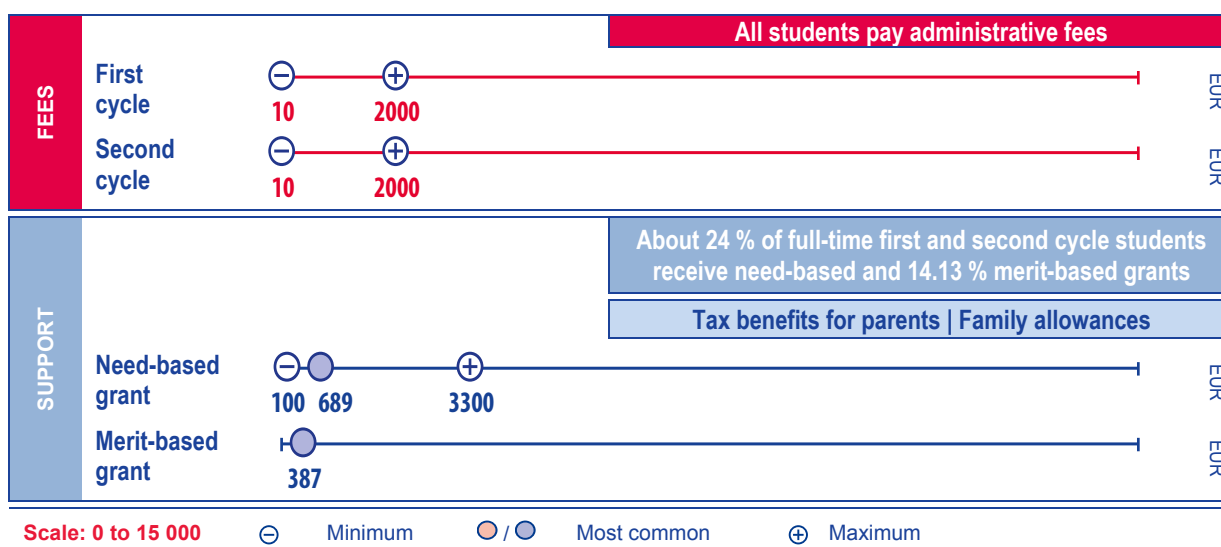 FEES
All students pay administrative fees
First
cycle
10
2000
EUR
Second
cycle
10
2000
EUR
SUPPORT
About 24 % of full-time first and second cycle students
receive need-based and 14.13 % merit-based grants
Tax benefits for parents | Family allowances
Need-based
grant
100
689
3300
EUR
Merit-based
grant
387
EUR
Scale: 0 to 15 000
Minimum
/
Most common
Maximum